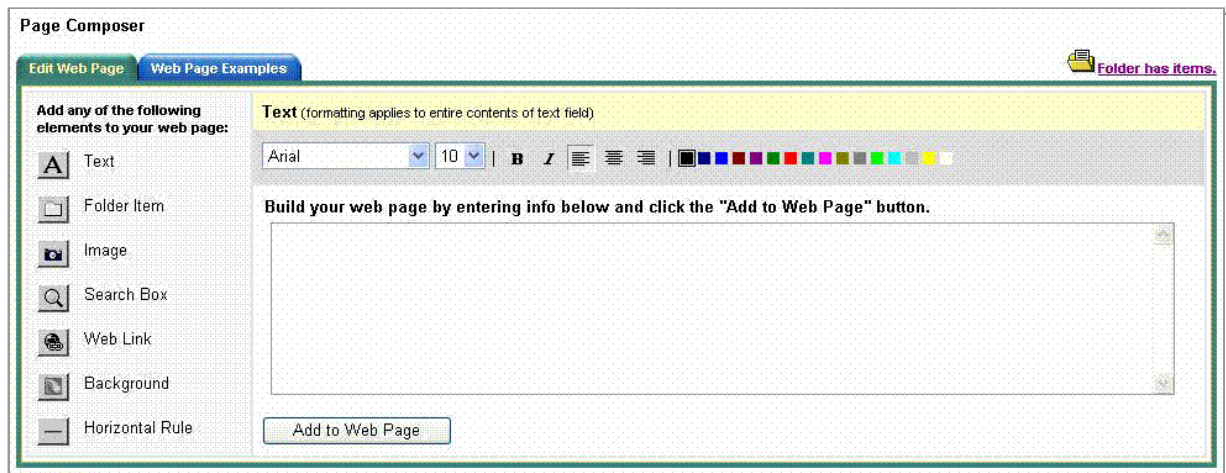 Page Composer
Edit Web Page
Web Page Examples
Folder has items.
Add any of the following
elements to your web page:
Text
Folder Item
Image
Search Box
Web Link
Background
Horizontal Rule
Text (formatting applies to entire contents of text field)
Arial
10
B
I
Build your web page by entering info below and click the "Add to Web Page" button.
Add to Web Page